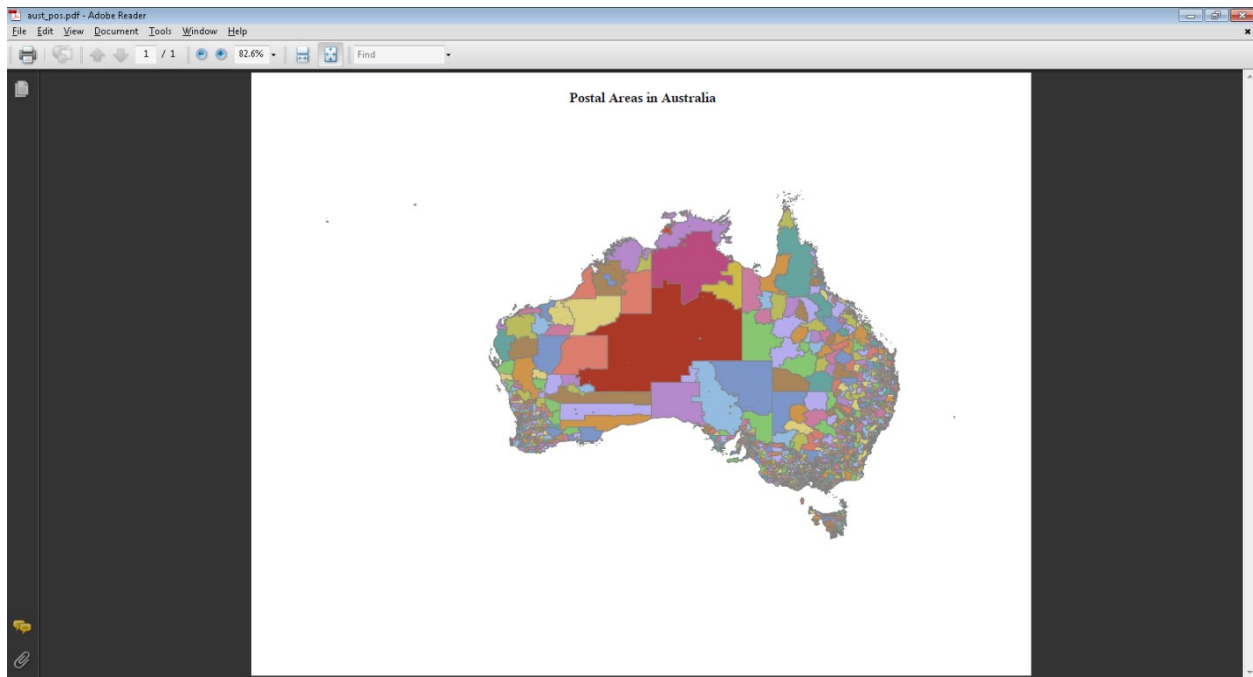 aust_pos.pdf - Adobe Reader
File Edit View Document Tools Window Help
1 / 1 82.6% Find
Postal Areas in Australia